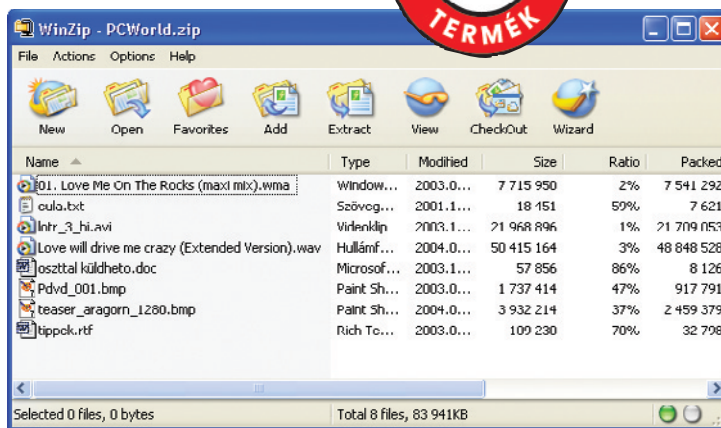 TERMÉK
WinZip - PCWorld.zip
File Actions Options Help
New Open Favorites Add Extract View CheckOut Wizard
Name Type Modified Size Ratio Packed
01. Love Me On The Rocks (maxi mix).wma Window... 2003.0... 7 715 950 2% 7 541 292
eula.txt Szöveg... 2001.1... 18 451 59% 7 621
Intr_3_hi.avi Videoklip 2003.1... 21 968 896 1% 21 709 053
Love will drive me crazy (Extended Version).wav Hullámf... 2004.0... 50 415 164 3% 48 848 528
oszttal küldheto.doc Microsof... 2003.1... 57 856 86% 8 126
Pdvd_001.bmp Paint Sh... 2003.0... 1 737 414 47% 917 791
teaser_aragorn_1280.bmp Paint Sh... 2004.0... 3 932 214 37% 2 459 379
tippek.rtf Rich Te... 2003.0... 109 230 70% 32 798
Selected 0 files, 0 bytes Total 8 files, 83 941KB